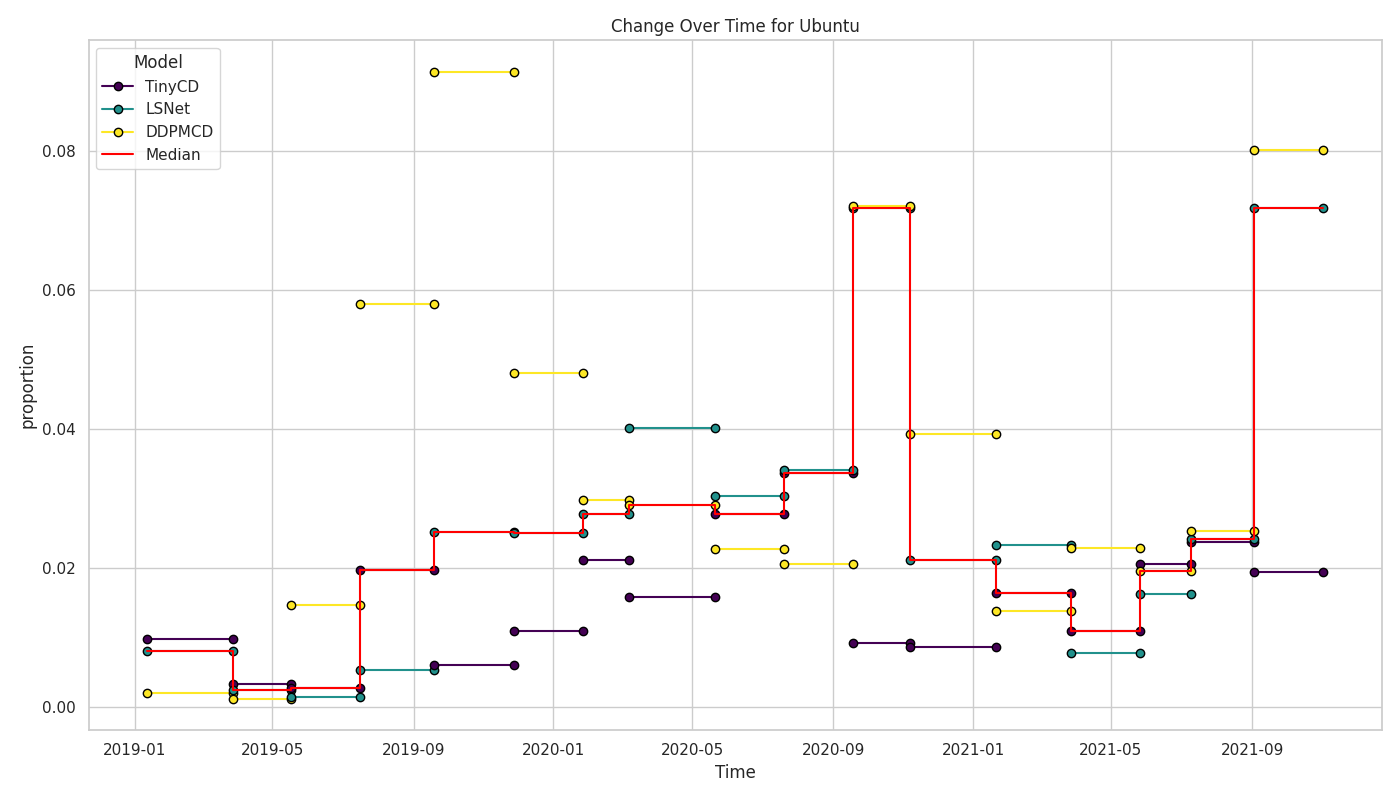 Change Over Time for Ubuntu
Model
TinyCD
LSNet
DDPMCD
Median
proportion
0.08
0.06
0.04
0.02
0.00
2019-01 2019-05 2019-09 2020-01 2020-05 2020-09 2021-01 2021-05 2021-09
Time